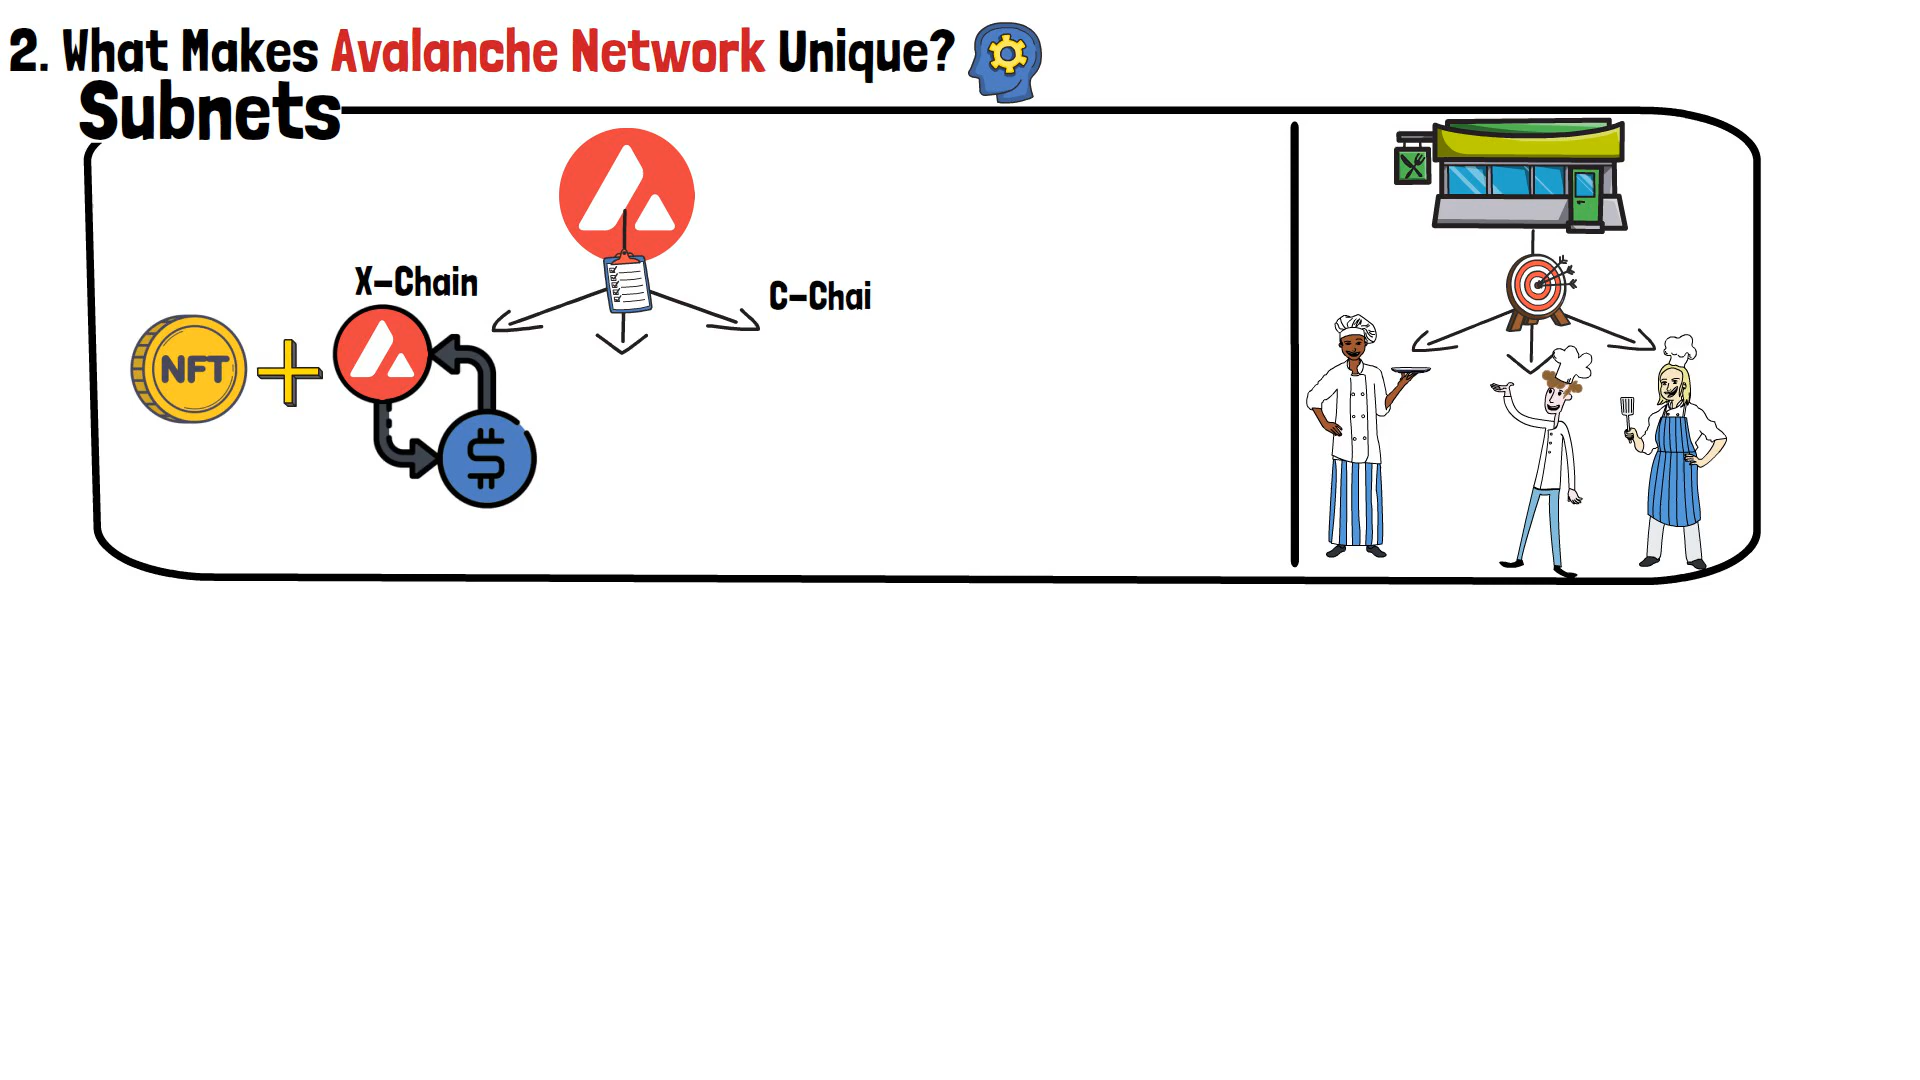 2. What Makes Avalanche Network Unique?
Subnets
X-Chain
C-Chai
NFT
$